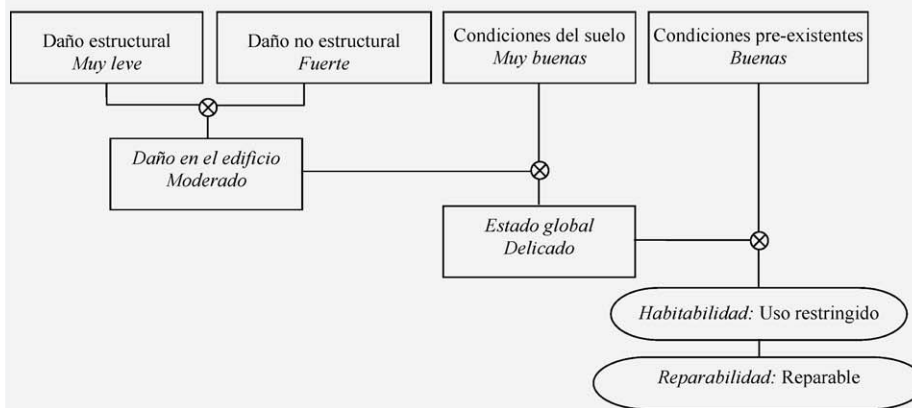 Daño estructural
Muy leve
Daño no estructural
Fuerte
Condiciones del suelo
Muy buenas
Condiciones pre-existentes
Buenas
Daño en el edificio
Moderado
Estado global
Delicado
Habitabilidad: Uso restringido
Reparabilidad: Reparable